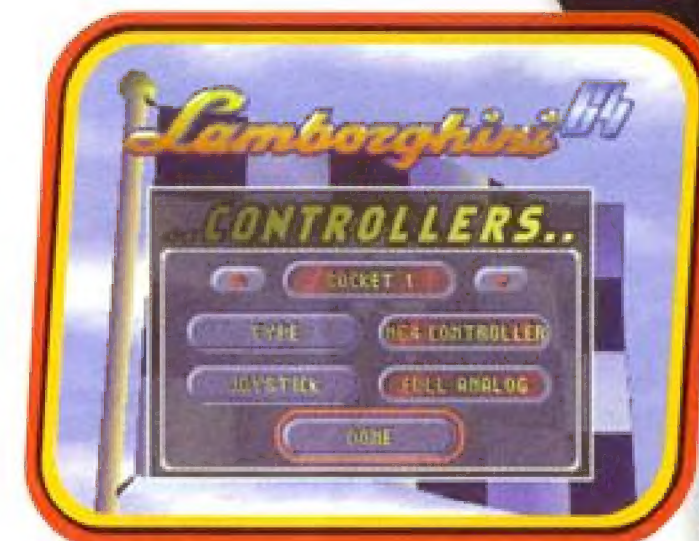 Lamborghini 64
..CONTROLLERS..
SOCKET 1
TYPE N64 CONTROLLER
JOYSTICK FULL ANALOG
DONE